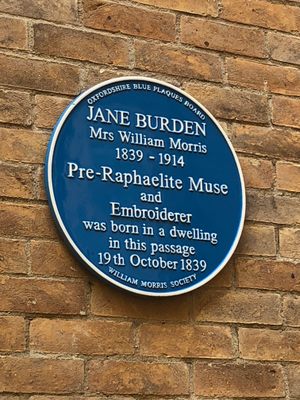 OXFORDSHIRE BLUE PLAQUES BOARD
JANE BURDEN
Mrs William Morris
1839 - 1914
Pre-Raphaelite Muse
and
Embroiderer
was born in a dwelling
in this passage
19th October 1839
WILLIAM MORRIS SOCIETY